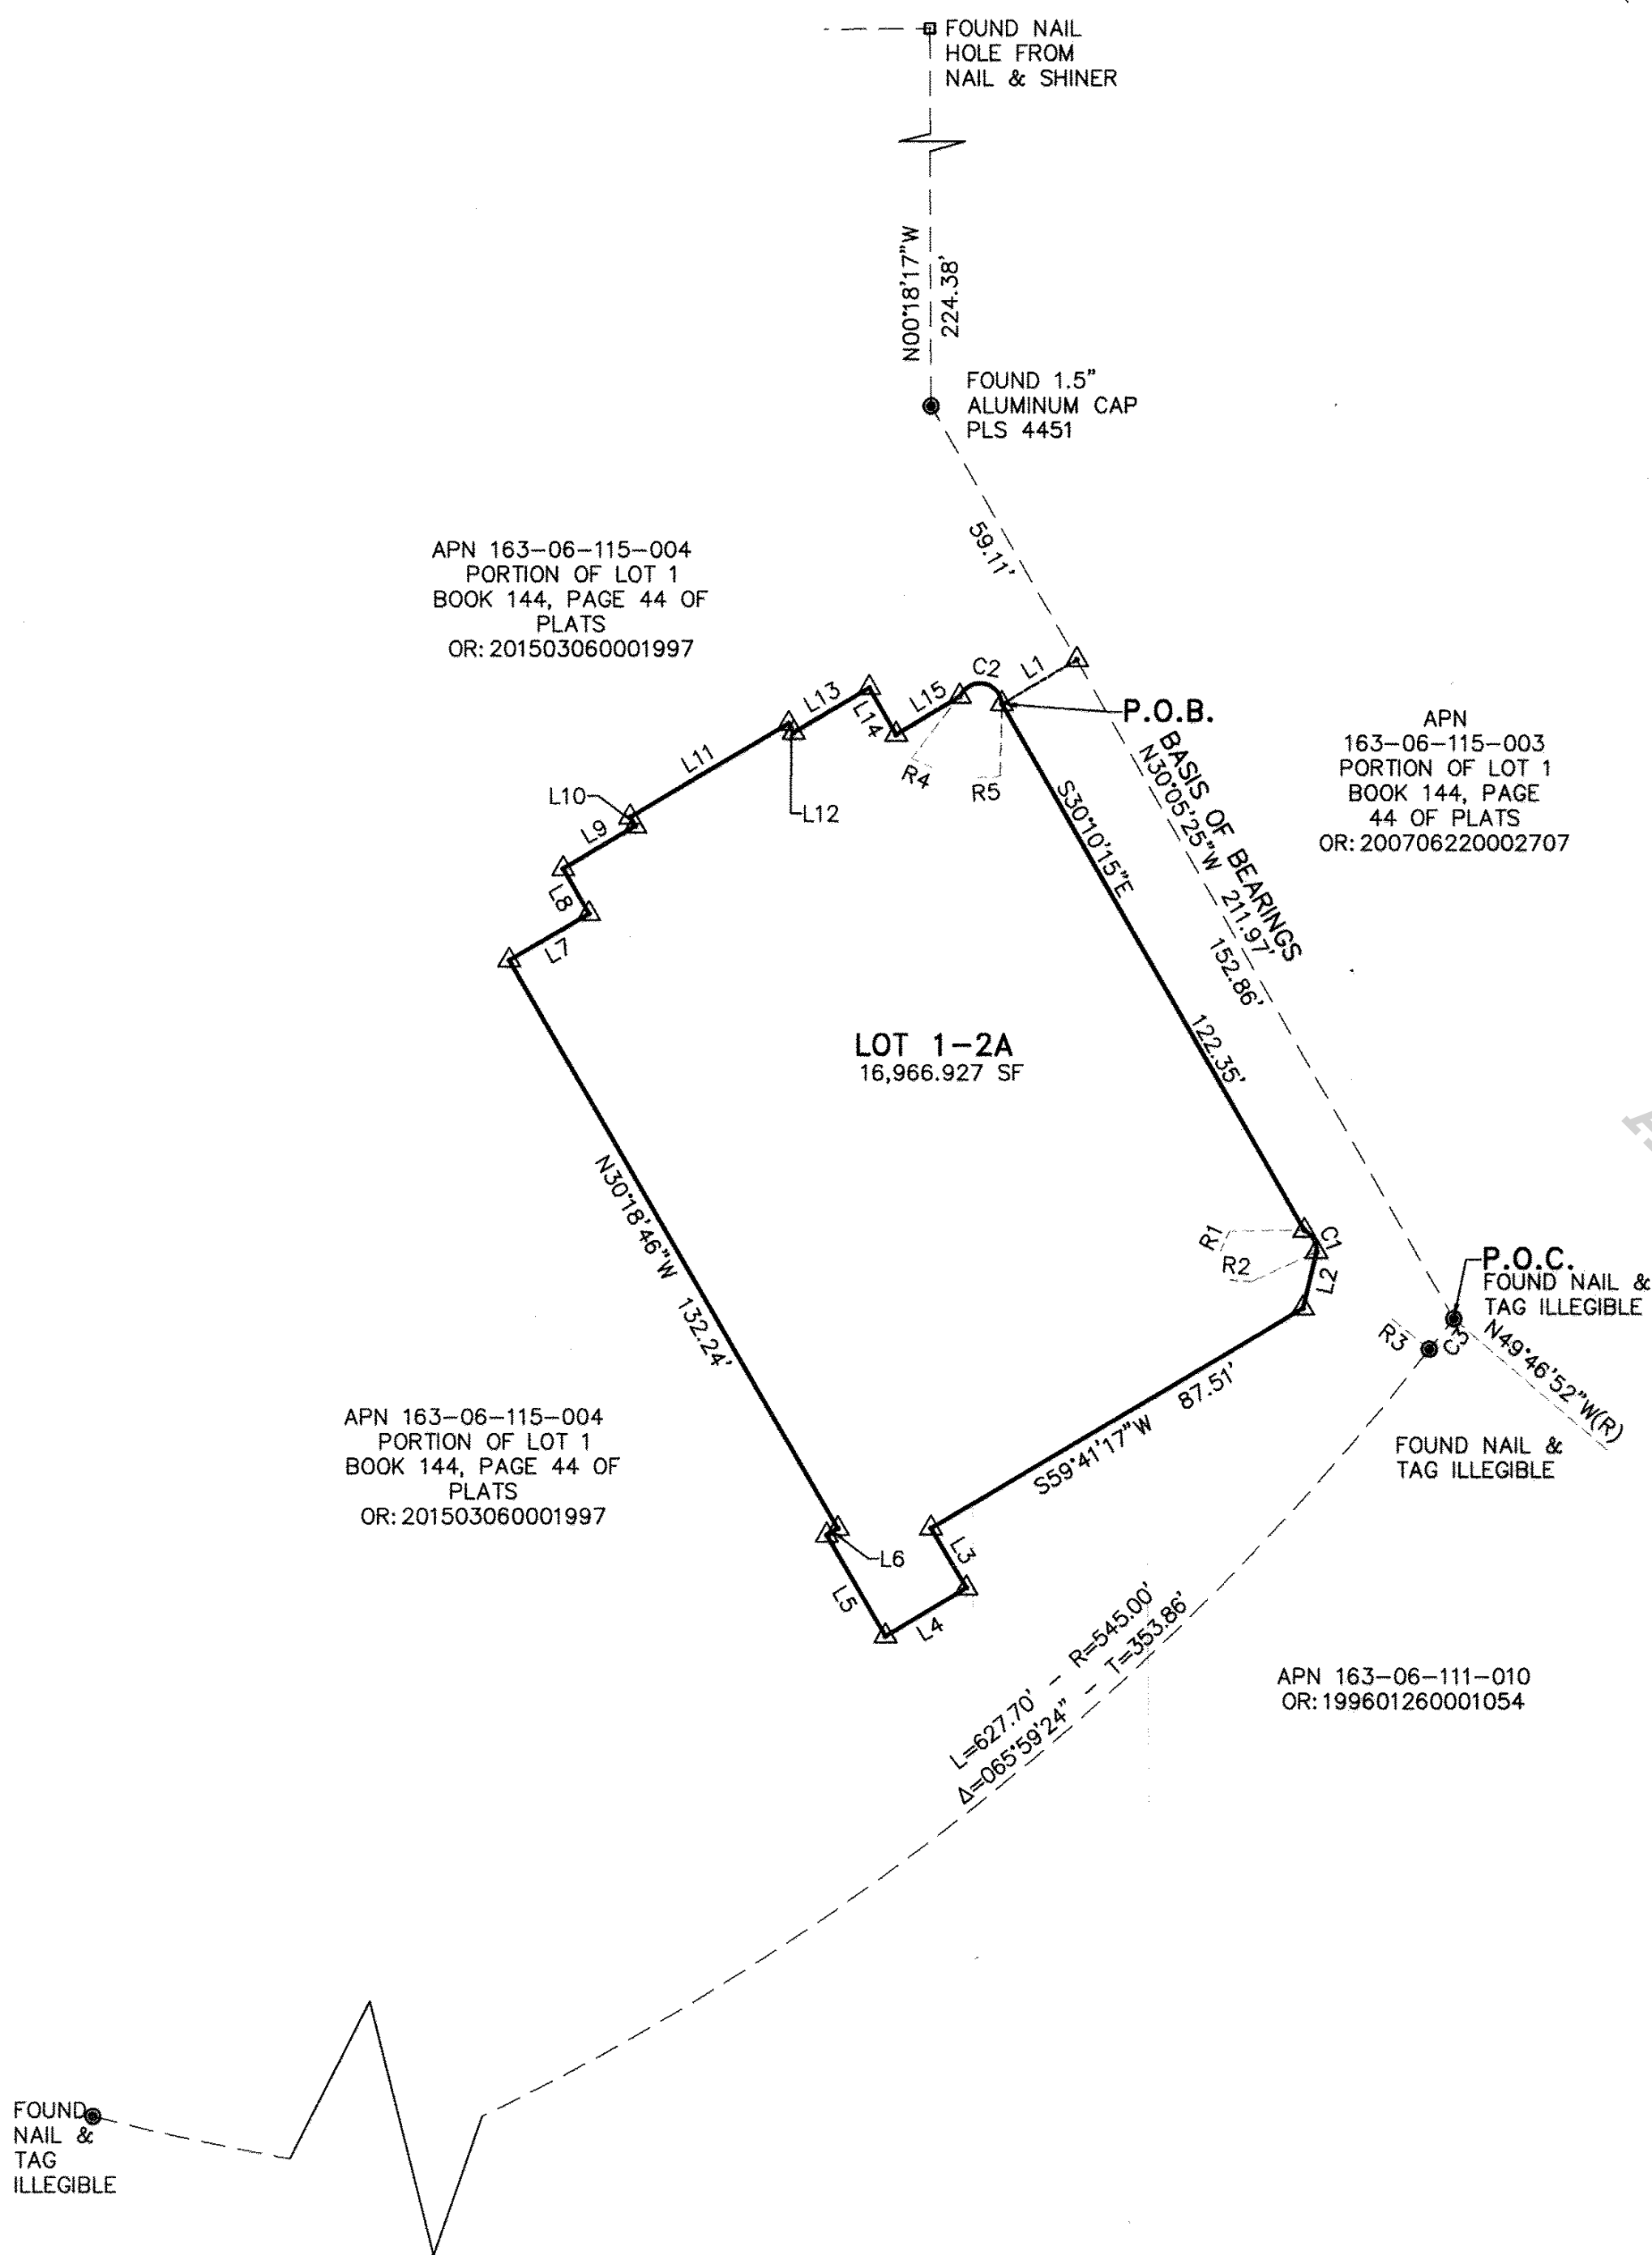 FOUND NAIL
HOLE FROM
NAIL & SHINER
N00°18'17"W
224.38'
FOUND 1.5"
ALUMINUM CAP
PLS 4451
59.11'
APN 163-06-115-004
PORTION OF LOT 1
BOOK 144, PAGE 44 OF
PLATS
OR: 201503060001997
C2
L1
L13
L14
L15
P.O.B.
R4
R5
L11
L10
L12
L9
L8
L7
BASIS OF BEARINGS
N30°05'25"W 211.97'
152.86'
APN
163-06-115-003
PORTION OF LOT 1
BOOK 144, PAGE
44 OF PLATS
OR: 200706220002707
S30°10'15"E
122.35'
LOT 1-2A
16,966.927 SF
N30°18'46"W 132.24'
R1
R2
C1
L2
P.O.C.
FOUND NAIL &
TAG ILLEGIBLE
R3
C3
N49°46'52"W(R)
FOUND NAIL &
TAG ILLEGIBLE
S59°41'17"W 87.51'
APN 163-06-115-004
PORTION OF LOT 1
BOOK 144, PAGE 44 OF
PLATS
OR: 201503060001997
L6
L3
L5
L4
L=627.70' - R=545.00'
Δ=065°59'24" - T=353.86'
APN 163-06-111-010
OR: 199601260001054
FOUND
NAIL &
TAG
ILLEGIBLE